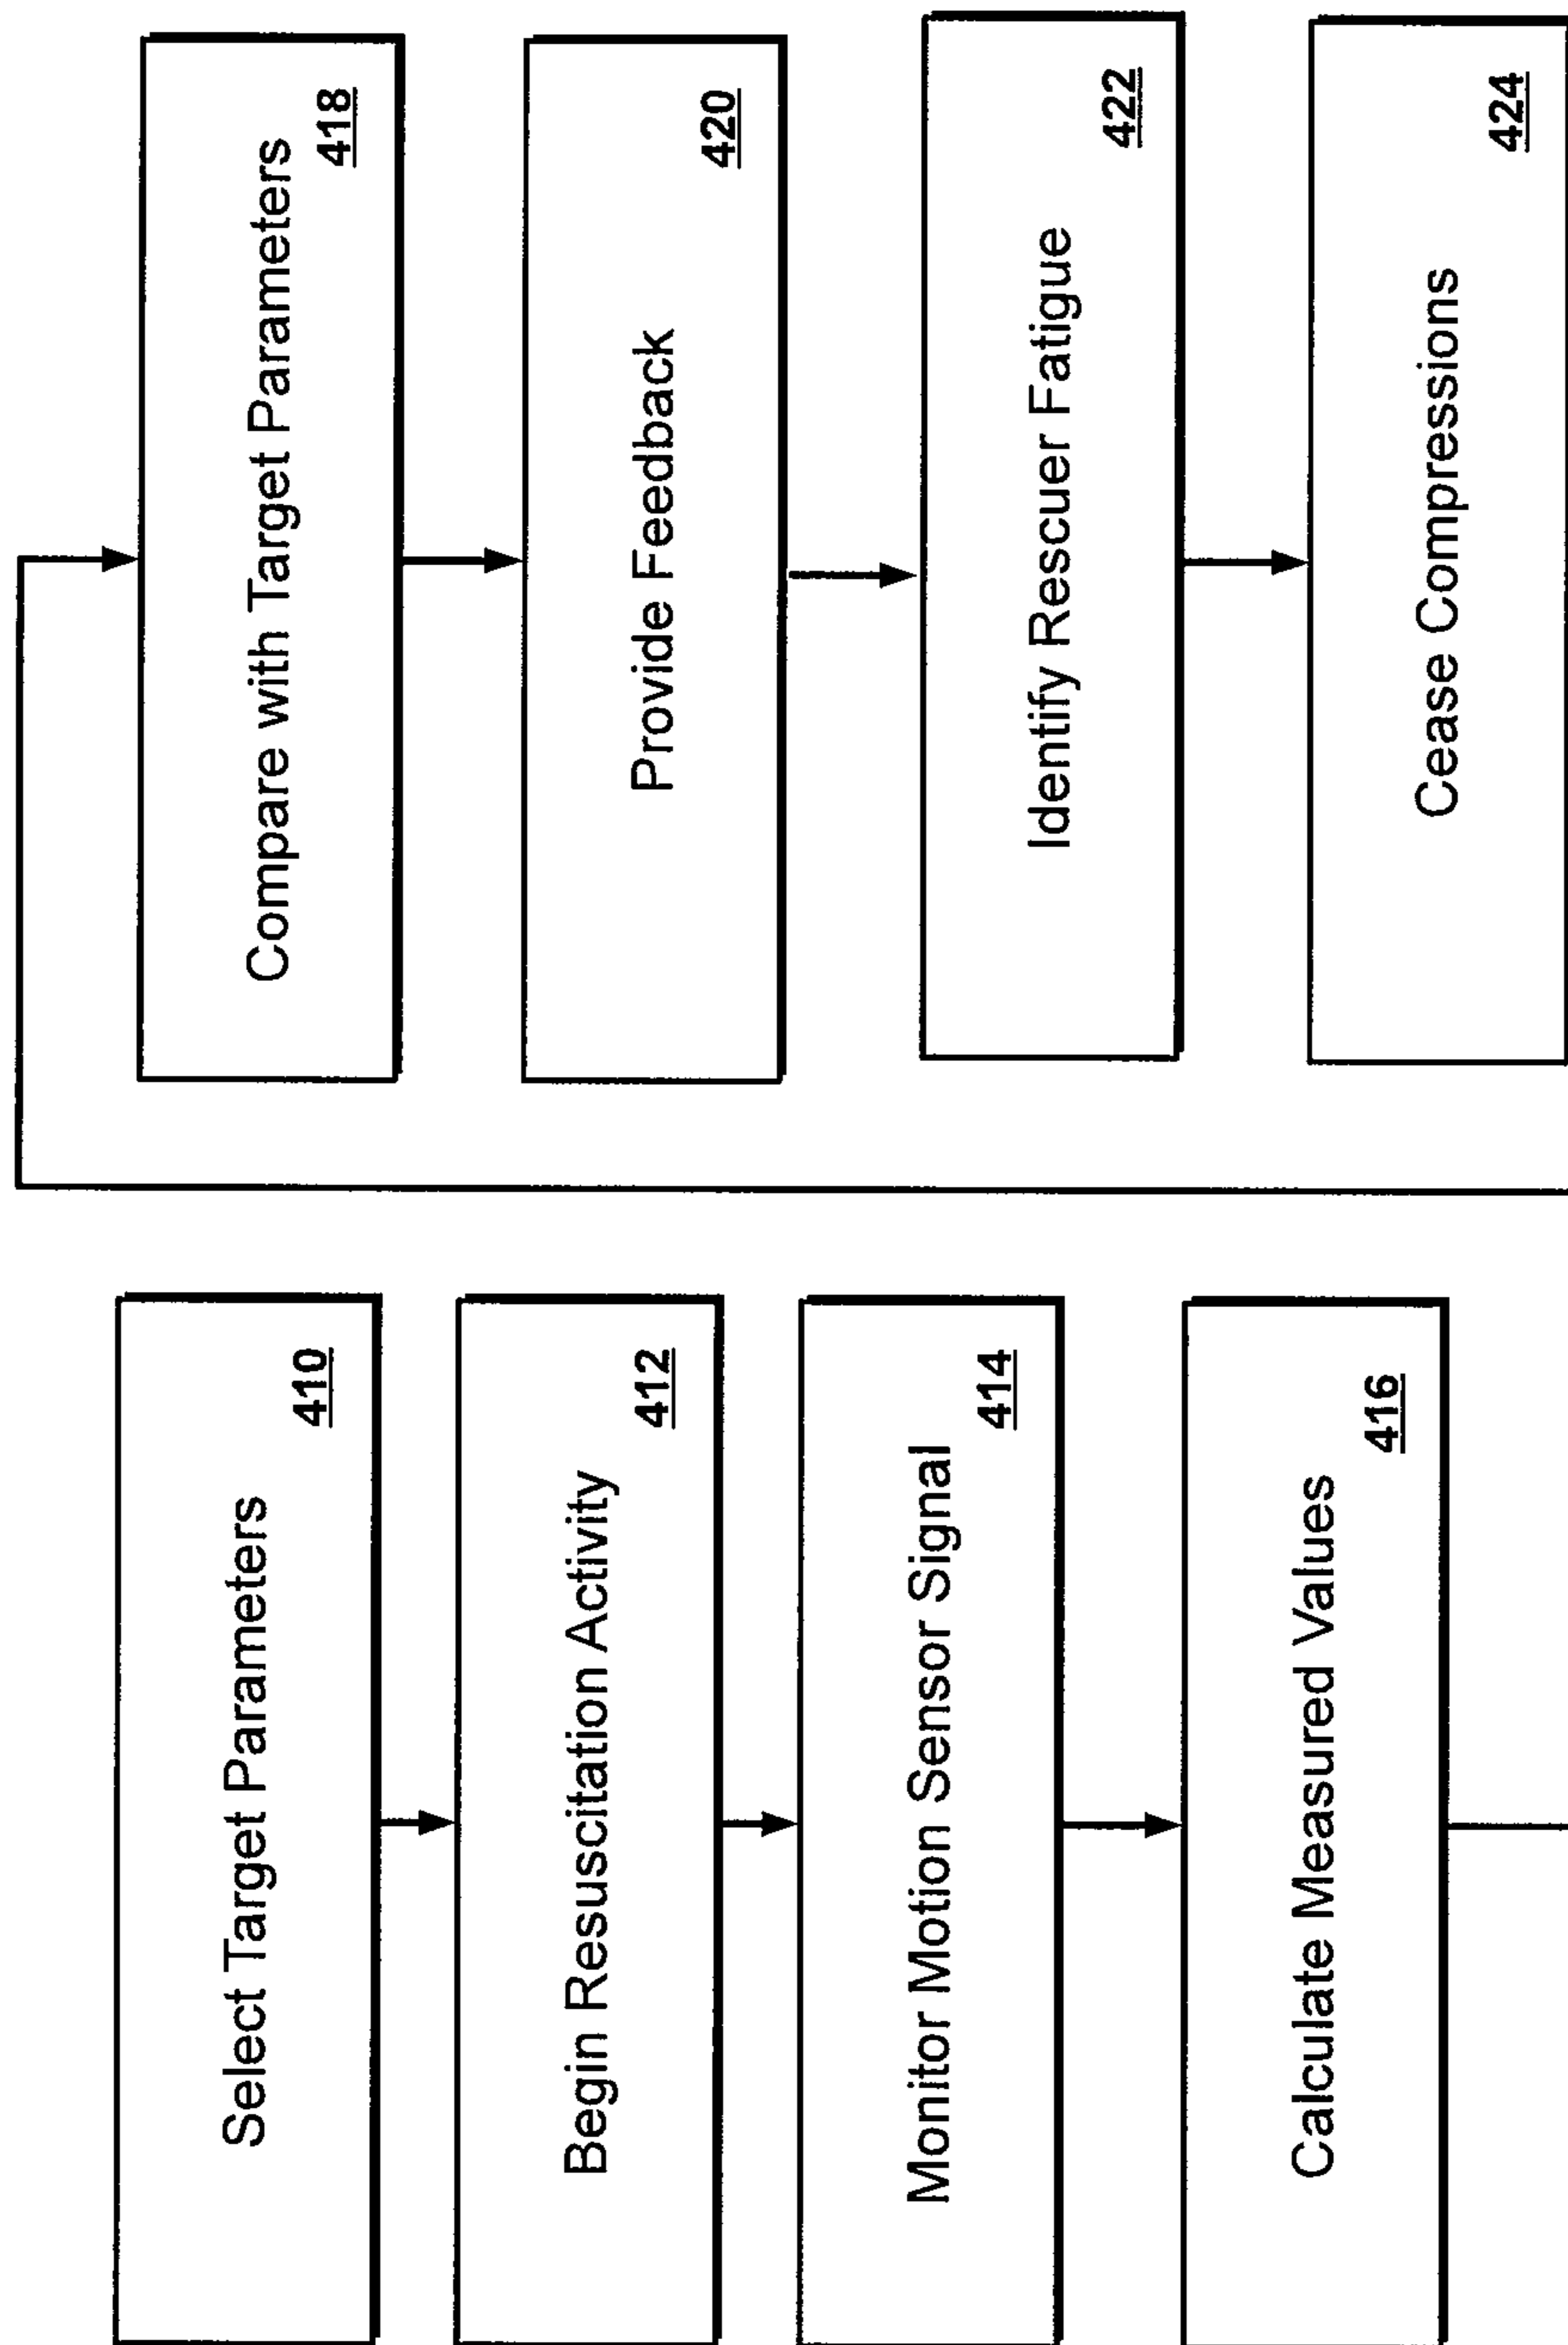 Select Target Parameters
410
Begin Resuscitation Activity
412
Monitor Motion Sensor Signal
414
Calculate Measured Values
416
Compare with Target Parameters
418
Provide Feedback
420
Identify Rescuer Fatigue
422
Cease Compressions
424